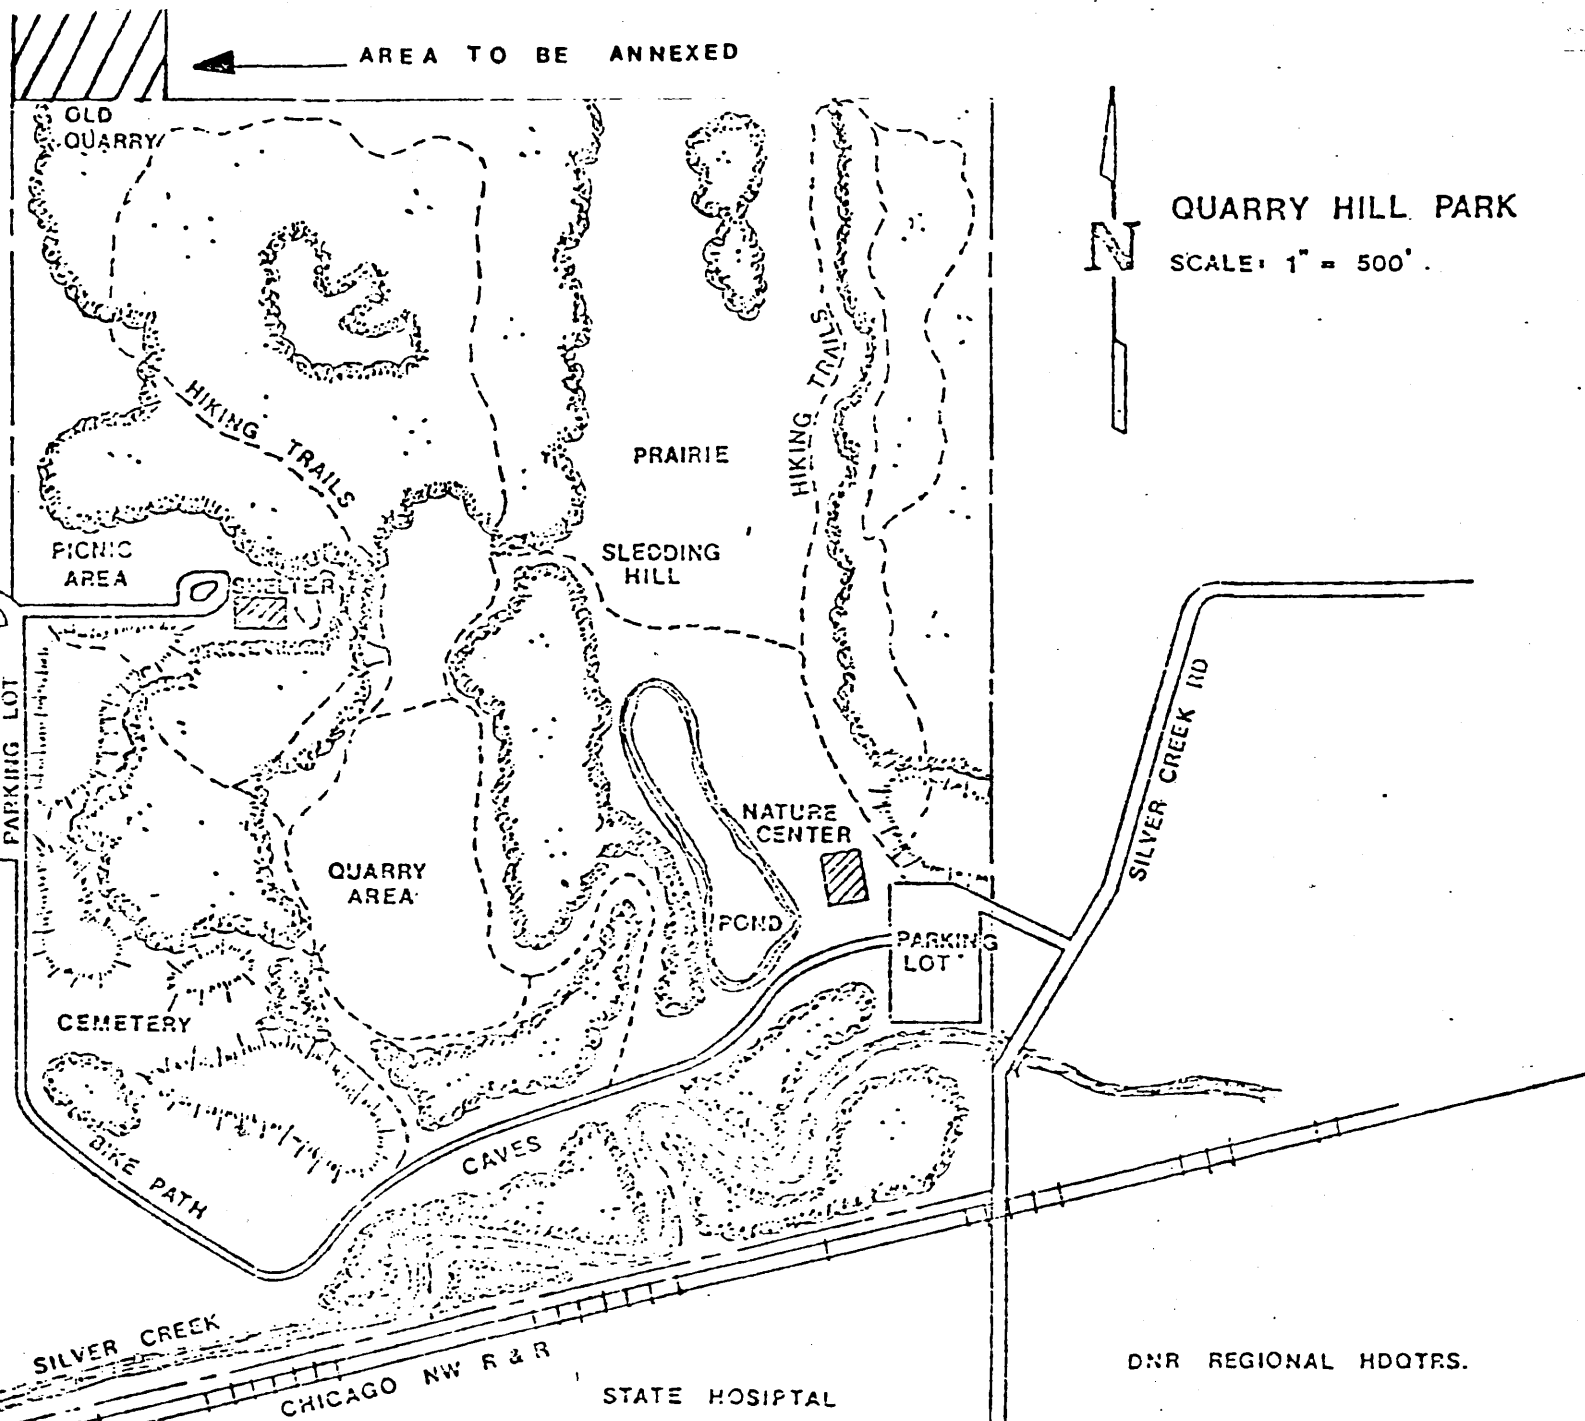 AREA TO BE ANNEXED
OLD
QUARRY
QUARRY HILL PARK
N
SCALE: 1" = 500'.
HIKING TRAILS
HIKING TRAILS
PRAIRIE
PICNIC
AREA
SHELTER
SLEDDING
HILL
PARKING LOT
SILVER CREEK RD
NATURE
CENTER
QUARRY
AREA
POND
PARKING
LOT
CEMETERY
BIKE PATH
CAVES
SILVER CREEK
CHICAGO NW R & R
STATE HOSIPTAL
DNR REGIONAL HDQTRS.